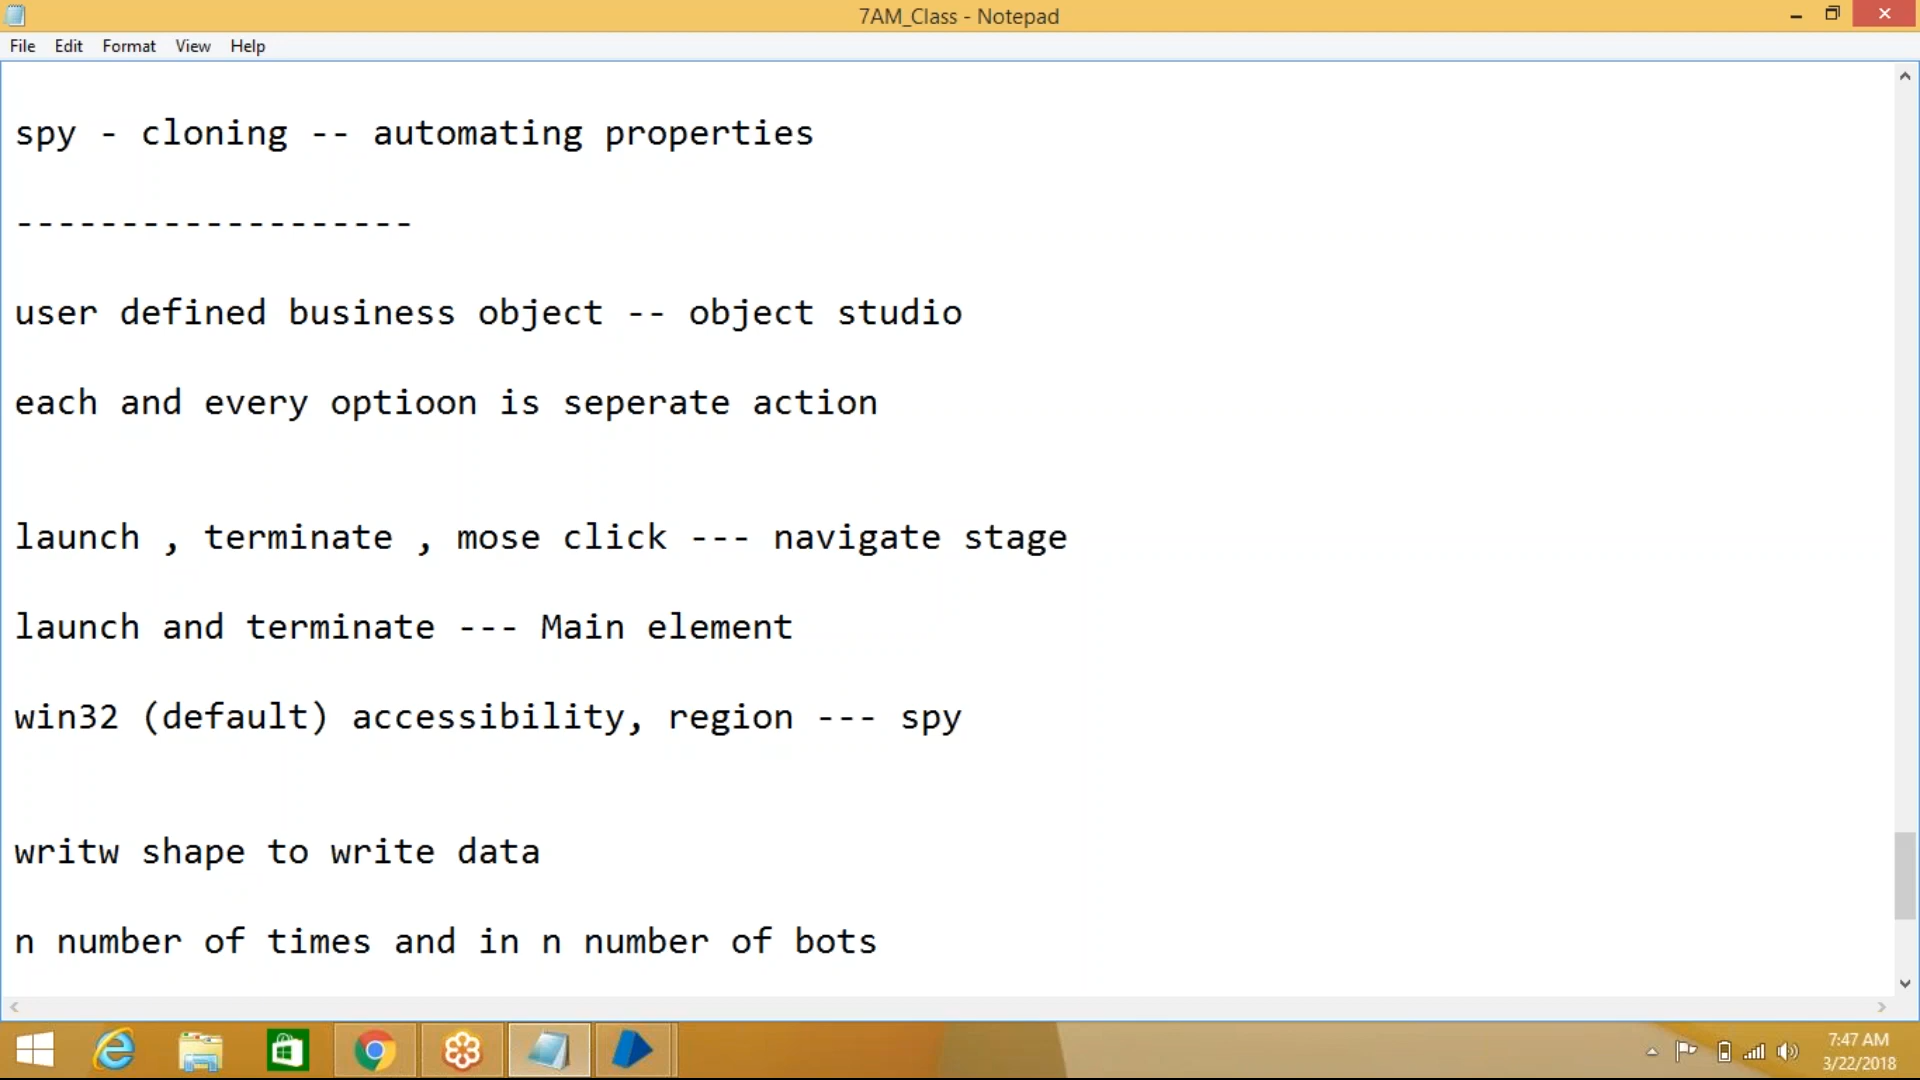 7AM_Class - Notepad
File Edit Format View Help
spy - cloning -- automating properties
-------------------
user defined business object -- object studio
each and every optioon is seperate action
launch , terminate , mose click --- navigate stage
launch and terminate --- Main element
win32 (default) accessibility, region --- spy
writw shape to write data
n number of times and in n number of bots
7:47 AM
3/22/2018